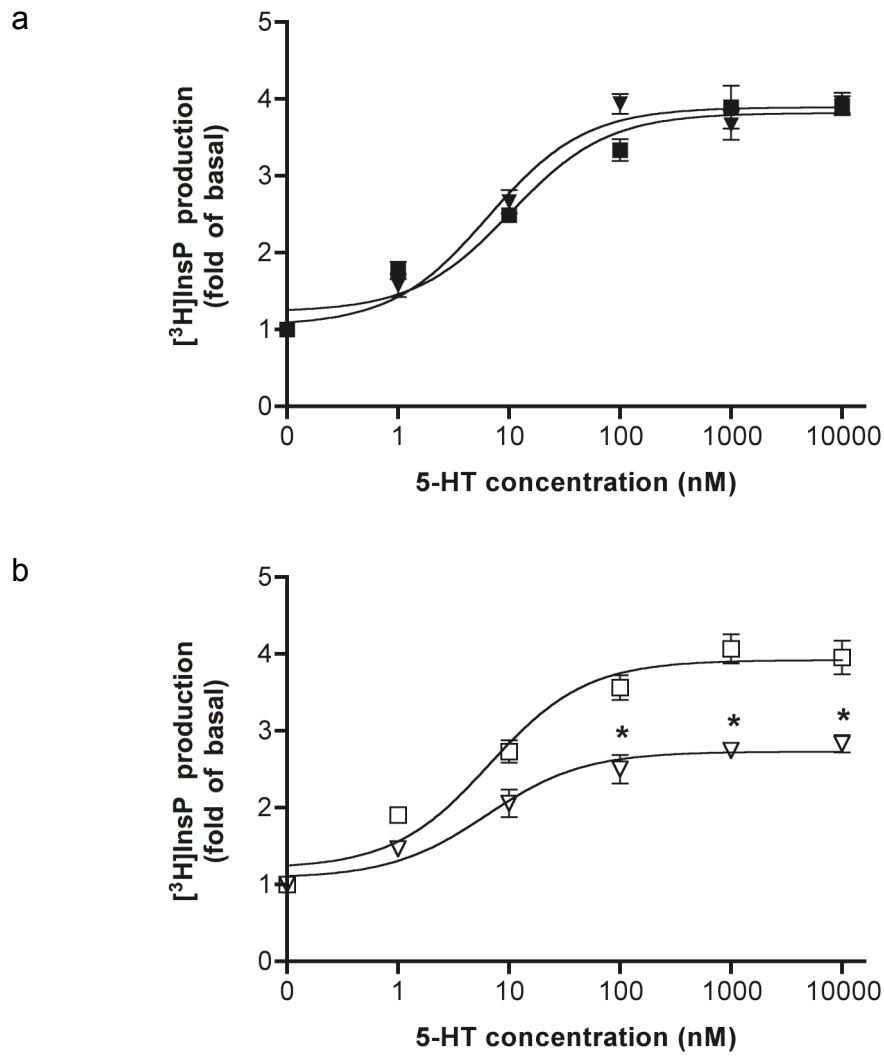 a
5
4
3
2
1
0
[³H]InsP production
(fold of basal)
0 1 10 100 1000 10000
5-HT concentration (nM)
b
5
4
3
2
1
0
[³H]InsP production
(fold of basal)
* * *
0 1 10 100 1000 10000
5-HT concentration (nM)